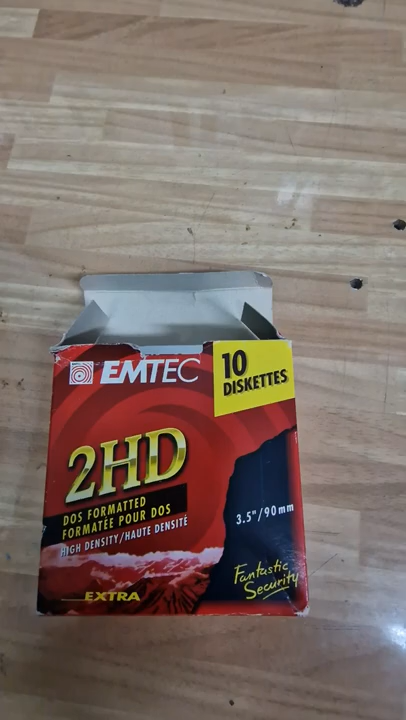 EMTEC
10
DISKETTES
2HD
DOS FORMATTED
FORMATÉE POUR DOS
HIGH DENSITY/HAUTE DENSITÉ
3.5"/90mm
Fantastic
Security
EXTRA